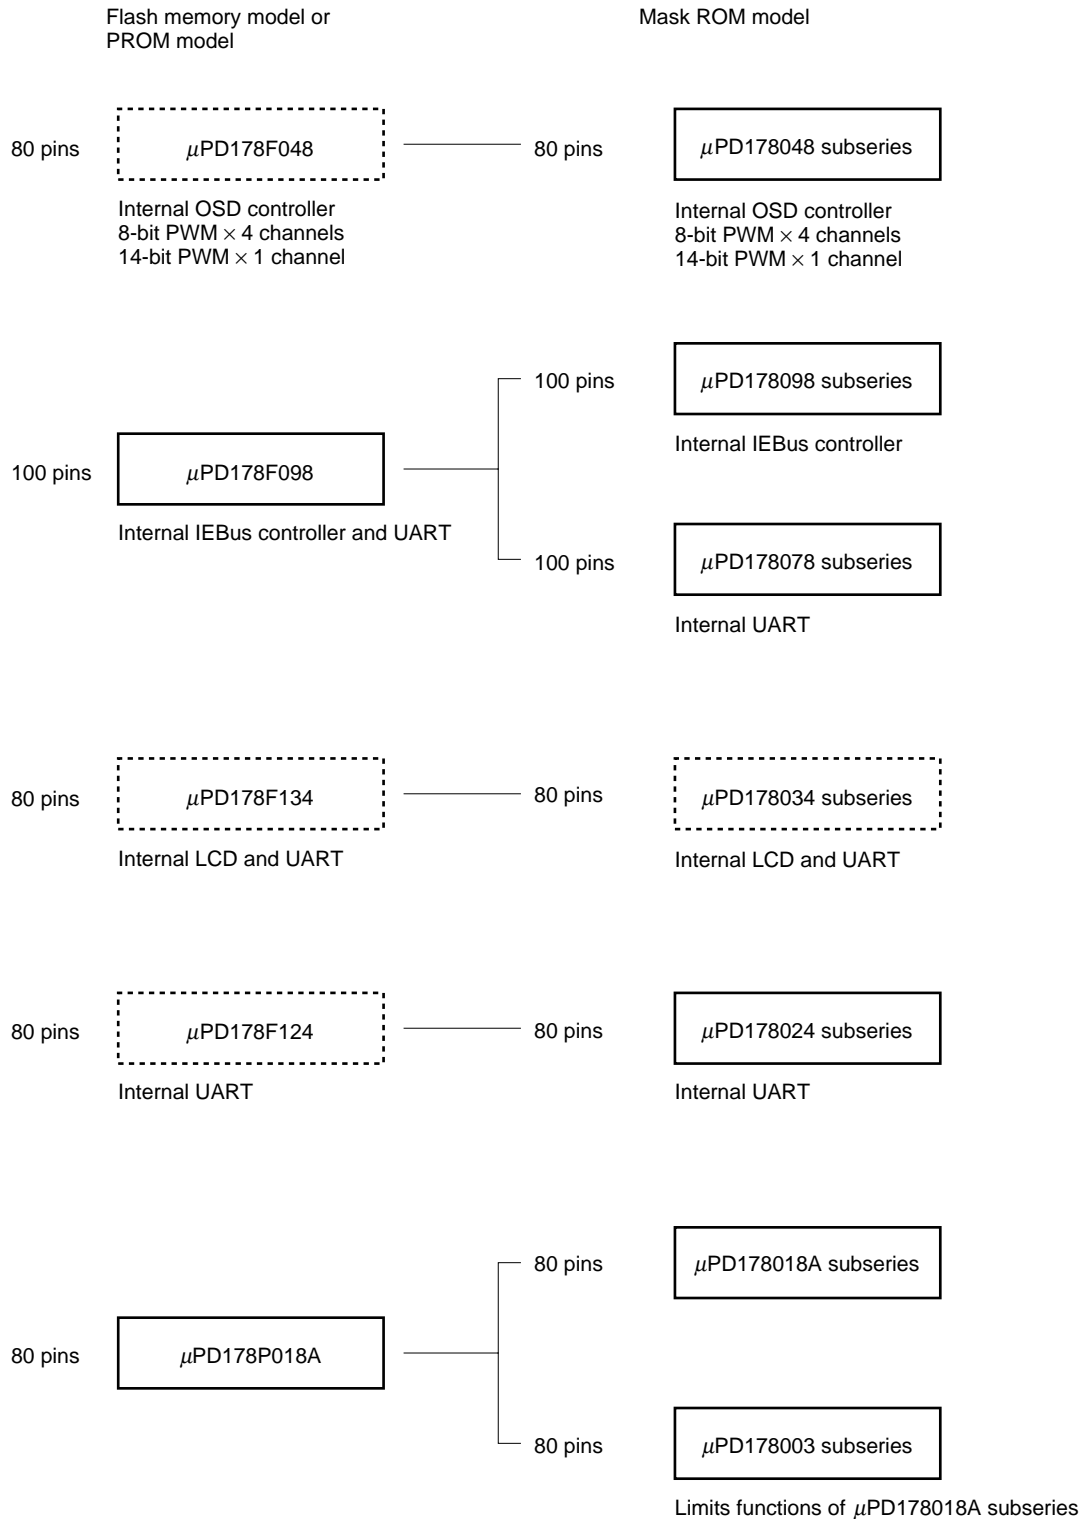 Flash memory model or
PROM model
Mask ROM model
80 pins
μPD178F048
80 pins
μPD178048 subseries
Internal OSD controller
8-bit PWM × 4 channels
14-bit PWM × 1 channel
Internal OSD controller
8-bit PWM × 4 channels
14-bit PWM × 1 channel
100 pins
μPD178098 subseries
Internal IEBus controller
100 pins
μPD178F098
Internal IEBus controller and UART
100 pins
μPD178078 subseries
Internal UART
80 pins
μPD178F134
80 pins
μPD178034 subseries
Internal LCD and UART
Internal LCD and UART
80 pins
μPD178F124
80 pins
μPD178024 subseries
Internal UART
Internal UART
80 pins
μPD178018A subseries
80 pins
μPD178P018A
80 pins
μPD178003 subseries
Limits functions of μPD178018A subseries